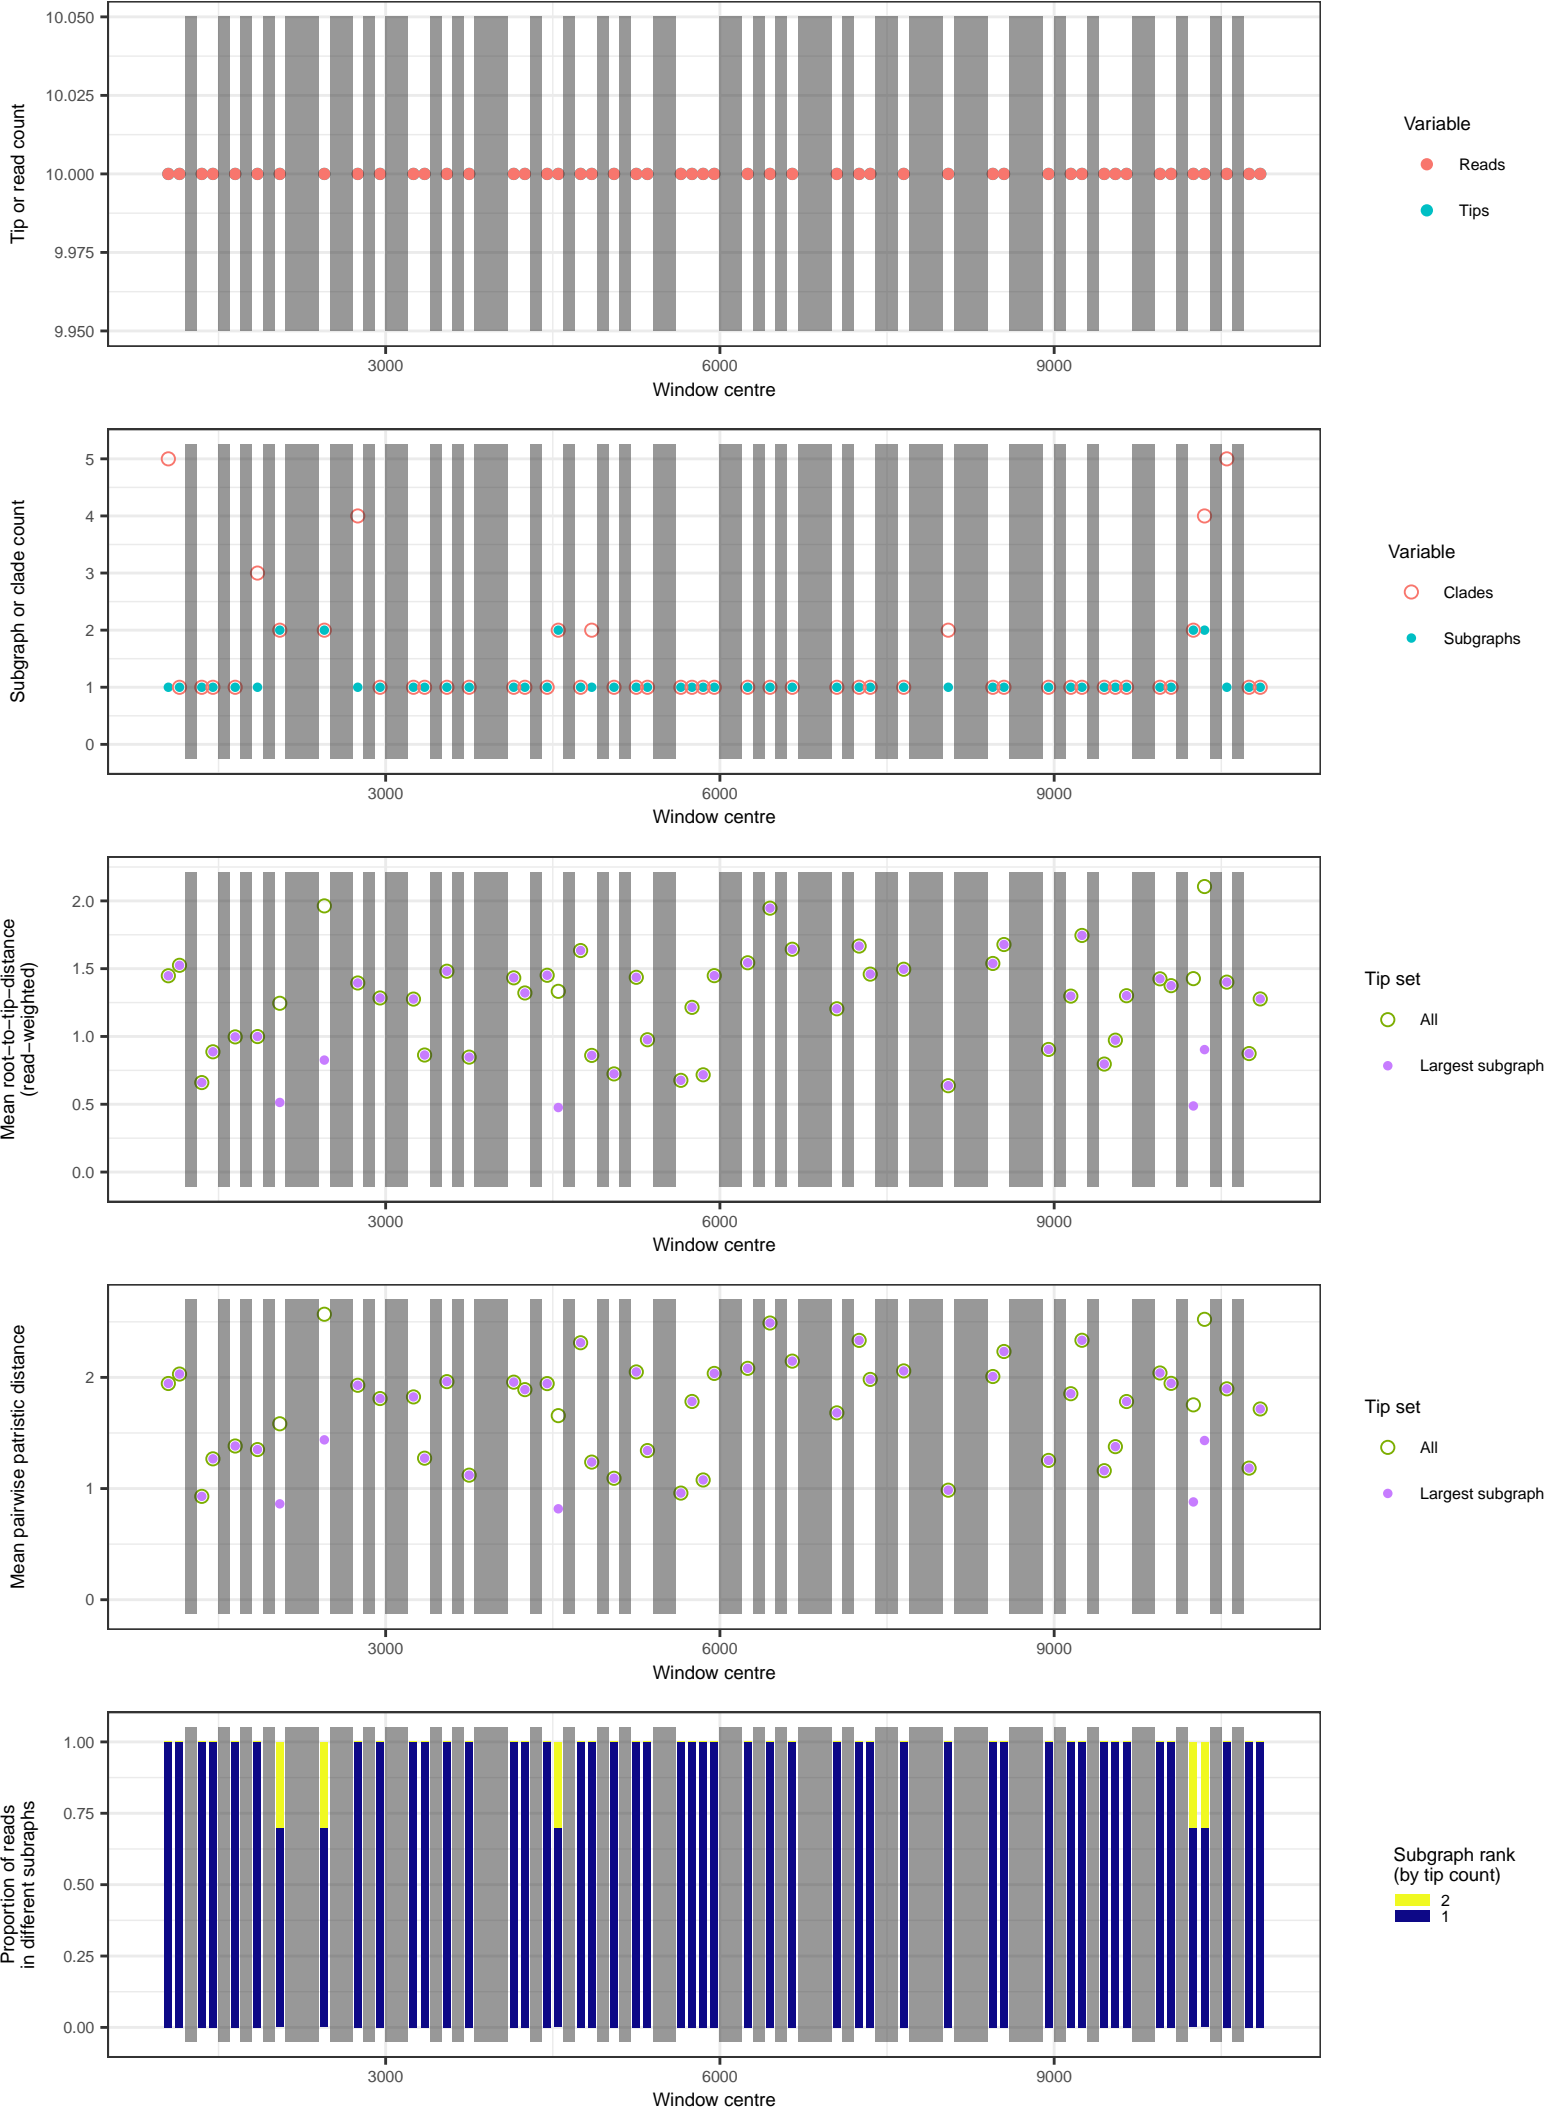 10.050
10.025
10.000
9.975
9.950
Tip or read count
3000
6000
9000
Window centre
Variable
Reads
Tips
5
4
3
2
1
0
Subgraph or clade count
3000
6000
9000
Window centre
Variable
Clades
Subgraphs
2.0
1.5
1.0
0.5
0.0
Mean root−to−tip−distance
(read−weighted)
3000
6000
9000
Window centre
Tip set
All
Largest subgraph
2
1
0
Mean pairwise patristic distance
3000
6000
9000
Window centre
Tip set
All
Largest subgraph
1.00
0.75
0.50
0.25
0.00
Proportion of reads
in different subraphs
3000
6000
9000
Window centre
Subgraph rank
(by tip count)
2
1